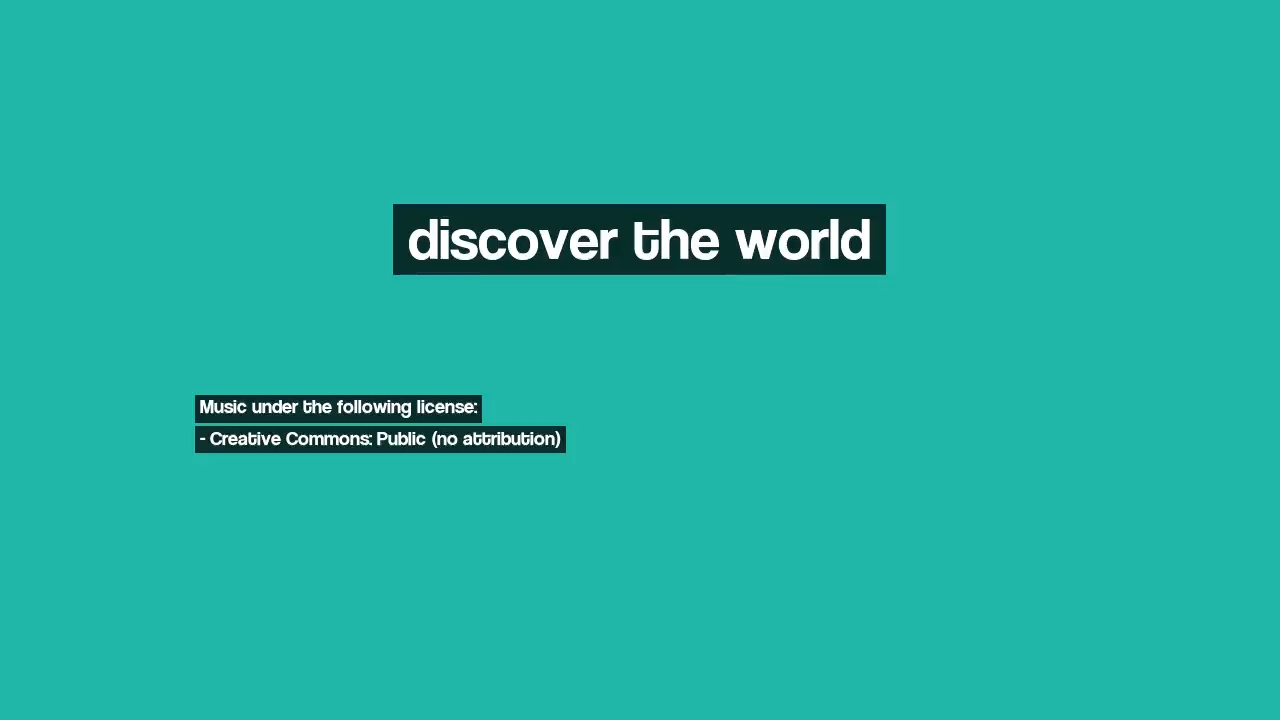 discover the world
Music under the following license:
- Creative Commons: Public (no attribution)